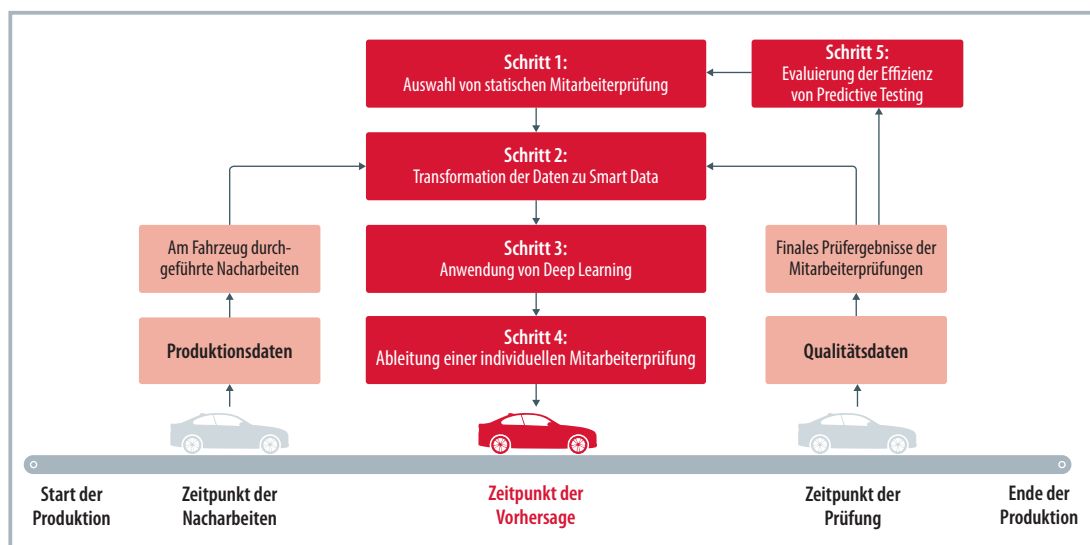 Schritt 1:
Auswahl von statischen Mitarbeiterprüfung
Schritt 5:
Evaluierung der Effizienz
von Predictive Testing
Schritt 2:
Transformation der Daten zu Smart Data
Am Fahrzeug durch-
geführte Nacharbeiten
Schritt 3:
Anwendung von Deep Learning
Finales Prüfergebnisse der
Mitarbeiterprüfungen
Produktionsdaten
Schritt 4:
Ableitung einer individuellen Mitarbeiterprüfung
Qualitätsdaten
Start der
Produktion
Zeitpunkt der
Nacharbeiten
Zeitpunkt der
Vorhersage
Zeitpunkt der
Prüfung
Ende der
Produktion